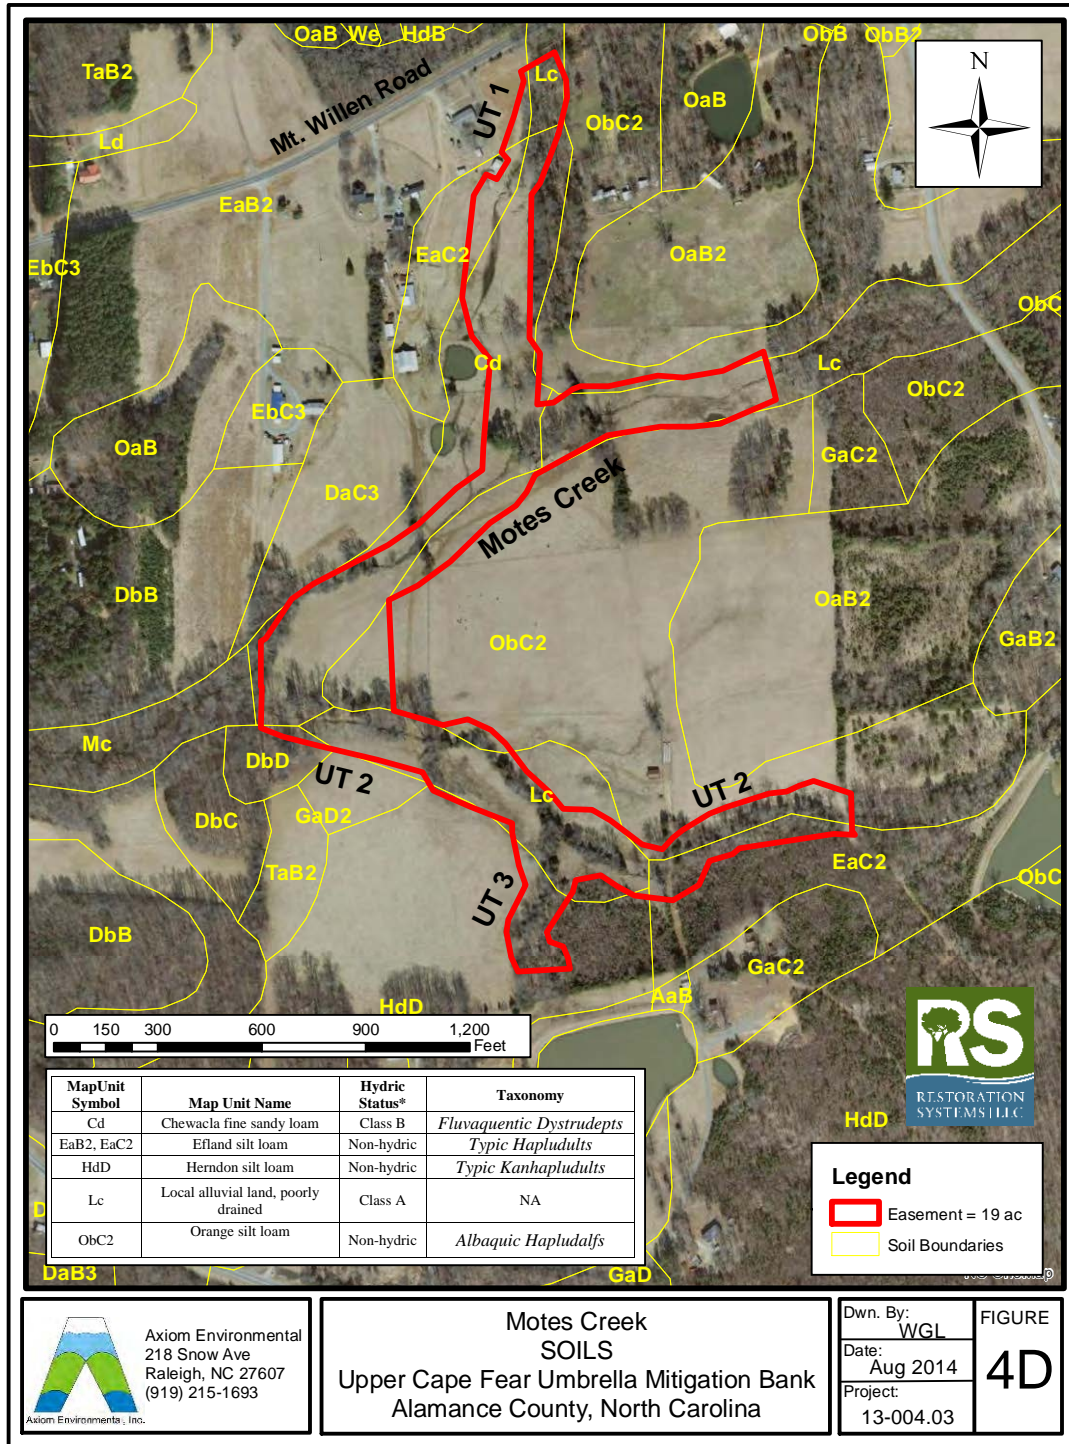 OaB We HdB ObB ObB2
TaB2
Mt. Willen Road
UT 1
Lc
OaB
N
Ld
ObC2
EaB2
EaC2
OaB2
EbC3
ObC
Cd
Lc
ObC2
EbC3
OaB
GaC2
DaC3
Motes Creek
DbB
OaB2
ObC2
GaB2
Mc
DbD
UT 2
UT 2
Lc
DbC
GaD2
TaB2
EaC2
ObC
UT 3
DbB
GaC2
AaB
HdD
0 150 300 600 900 1,200
Feet
RS
RESTORATION
SYSTEMS | LLC
HdD
MapUnit Symbol Map Unit Name Hydric Status* Taxonomy
Cd Chewacla fine sandy loam Class B Fluvaquentic Dystrudepts
EaB2, EaC2 Efland silt loam Non-hydric Typic Hapludults
HdD Herndon silt loam Non-hydric Typic Kanhapludults
Lc Local alluvial land, poorly drained Class A NA
ObC2 Orange silt loam Non-hydric Albaquic Hapludalfs
Legend
Easement = 19 ac
Soil Boundaries
DaB3
GaD
Axiom Environmental
218 Snow Ave
Raleigh, NC 27607
(919) 215-1693
Axiom Environmental, Inc.
Motes Creek
SOILS
Upper Cape Fear Umbrella Mitigation Bank
Alamance County, North Carolina
Dwn. By:
WGL
Date:
Aug 2014
Project:
13-004.03
FIGURE
4D